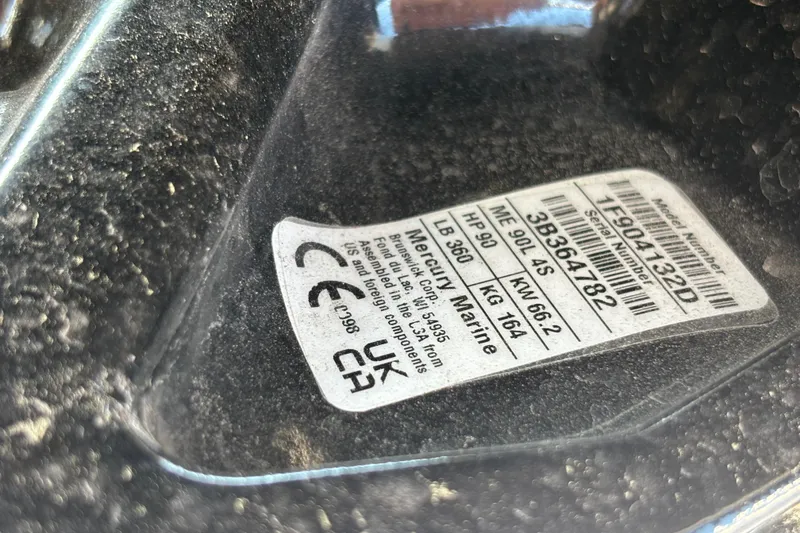 Model Number
1F904132D
Serial Number
3B364782
ME 90L 4S
HP 90 KW 66.2
LB 360 KG 164
Mercury Marine
Brunswick Corp.
Fond du Lac, WI 54935
Assembled in the USA from
US and foreign components
CE 0098
UK
CA